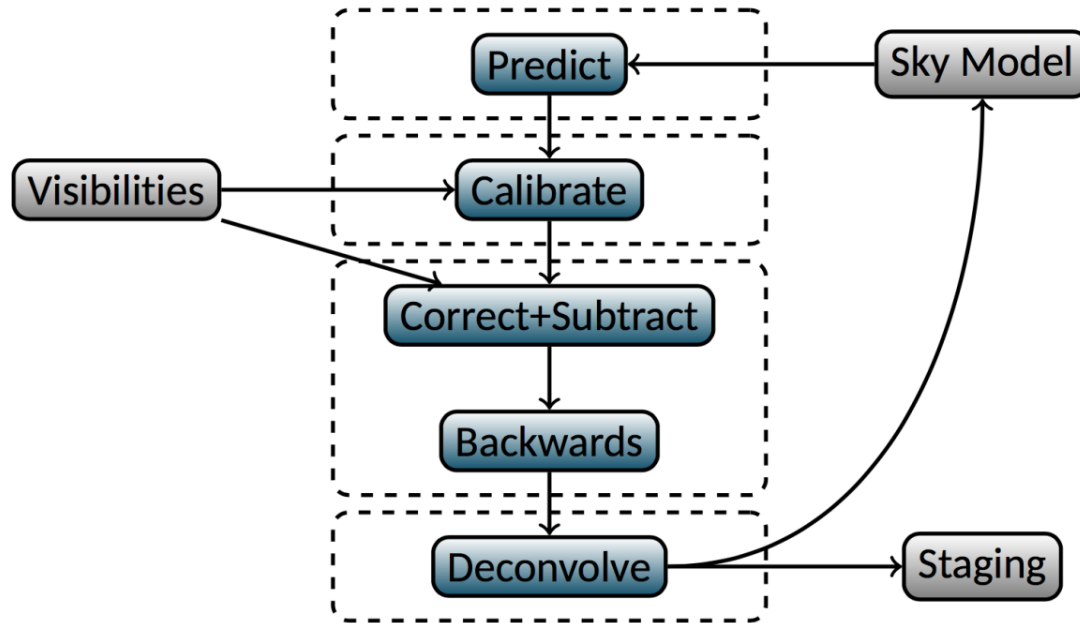 Predict
Sky Model
Visibilities
Calibrate
Correct+Subtract
Backwards
Deconvolve
Staging